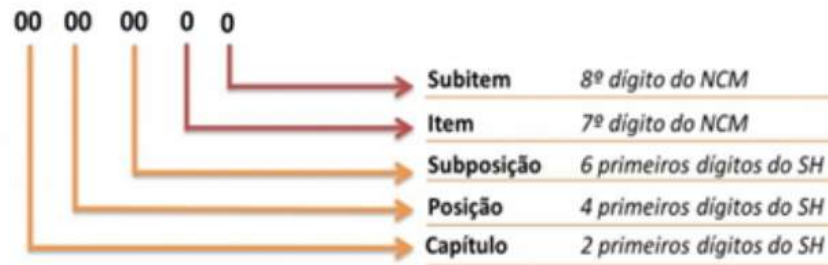 00 00 00 0 0
Subitem 8º dígito do NCM
Item 7º dígito do NCM
Subposição 6 primeiros dígitos do SH
Posição 4 primeiros dígitos do SH
Capítulo 2 primeiros dígitos do SH